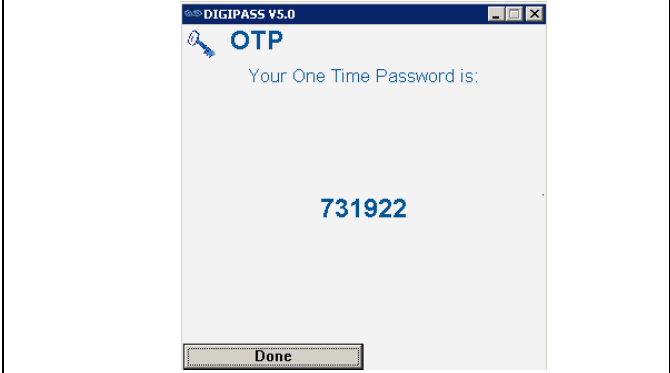 DIGIPASS V5.0
OTP
Your One Time Password is:
731922
Done